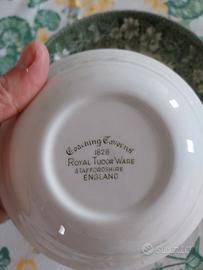 Coaching Taverns
1828
ROYAL TUDOR WARE
STAFFORDSHIRE
ENGLAND